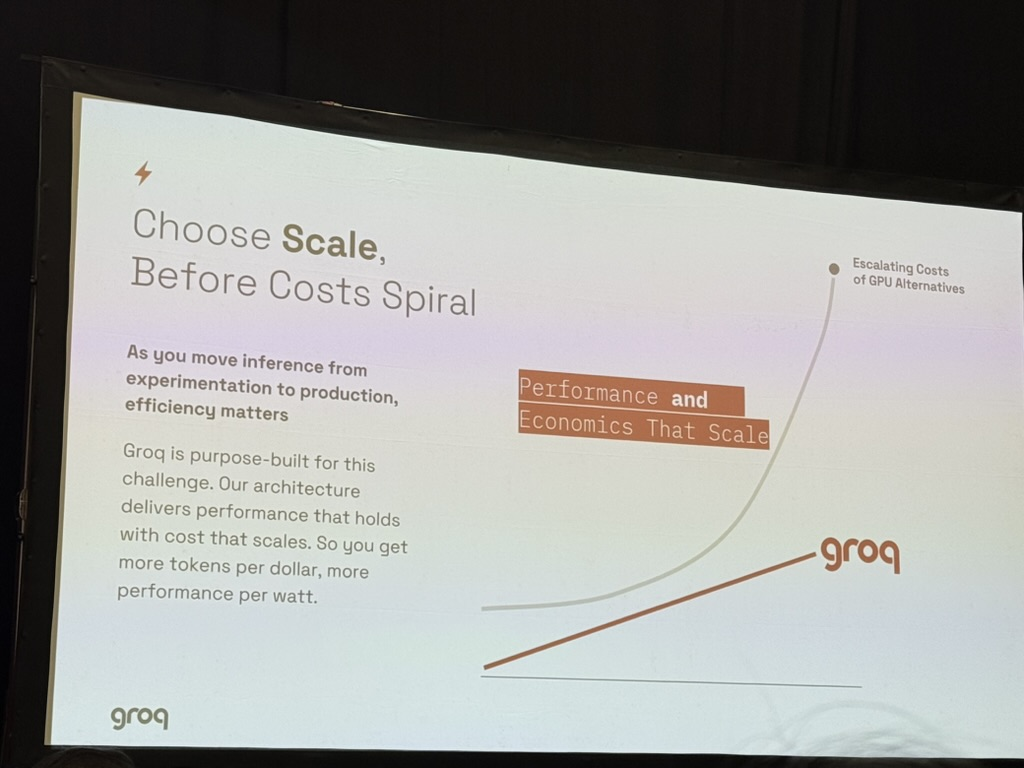 Choose Scale,
Before Costs Spiral
As you move inference from
experimentation to production,
efficiency matters
Groq is purpose-built for this
challenge. Our architecture
delivers performance that holds
with cost that scales. So you get
more tokens per dollar, more
performance per watt.
Performance and
Economics That Scale
Escalating Costs
of GPU Alternatives
groq
groq